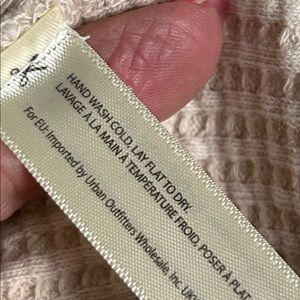 HAND WASH COLD. LAY FLAT TO DRY.
LAVAGE À LA MAIN À TEMPÉRATURE FROID. POSER À PLAT
For EU-Imported by Urban Outfitters Wholesale, Inc. UK